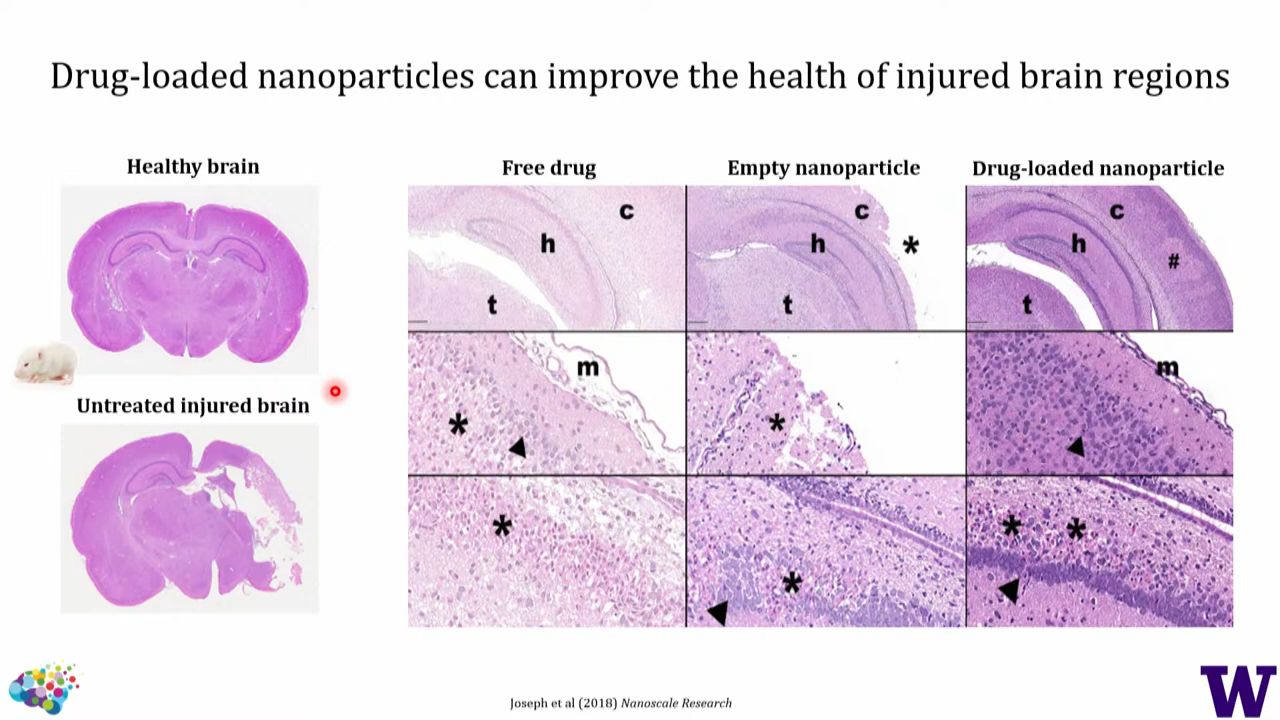 Drug-loaded nanoparticles can improve the health of injured brain regions
Healthy brain
Untreated injured brain
Free drug
Empty nanoparticle
Drug-loaded nanoparticle
c
h
t
c
h
*
t
c
h
#
t
m
*
*
m
*
*
* *
Joseph et al (2018) Nanoscale Research
W